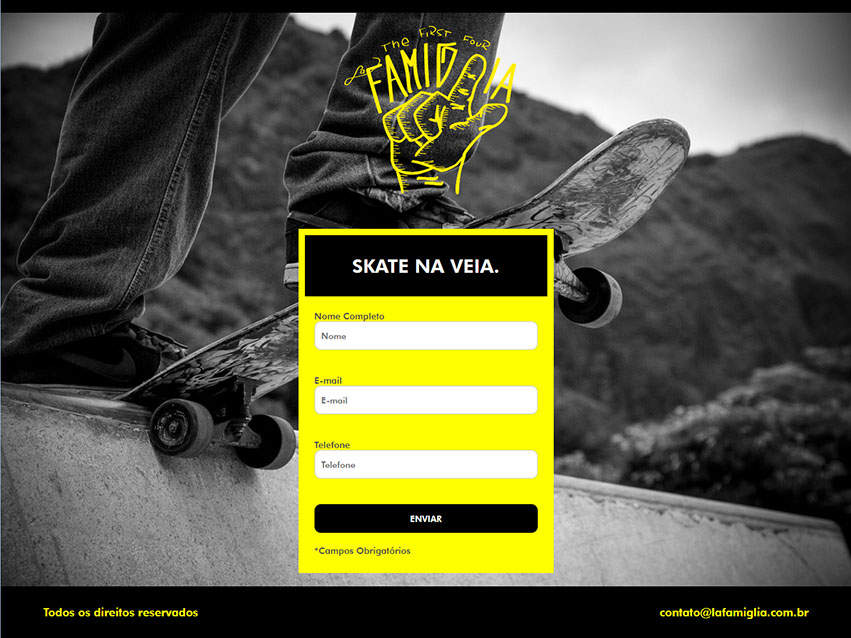 The FIRST FOUR
La FAMIGLIA
SKATE NA VEIA.
Nome Completo
Nome
E-mail
E-mail
Telefone
Telefone
ENVIAR
*Campos Obrigatórios
Todos os direitos reservados
contato@lafamiglia.com.br